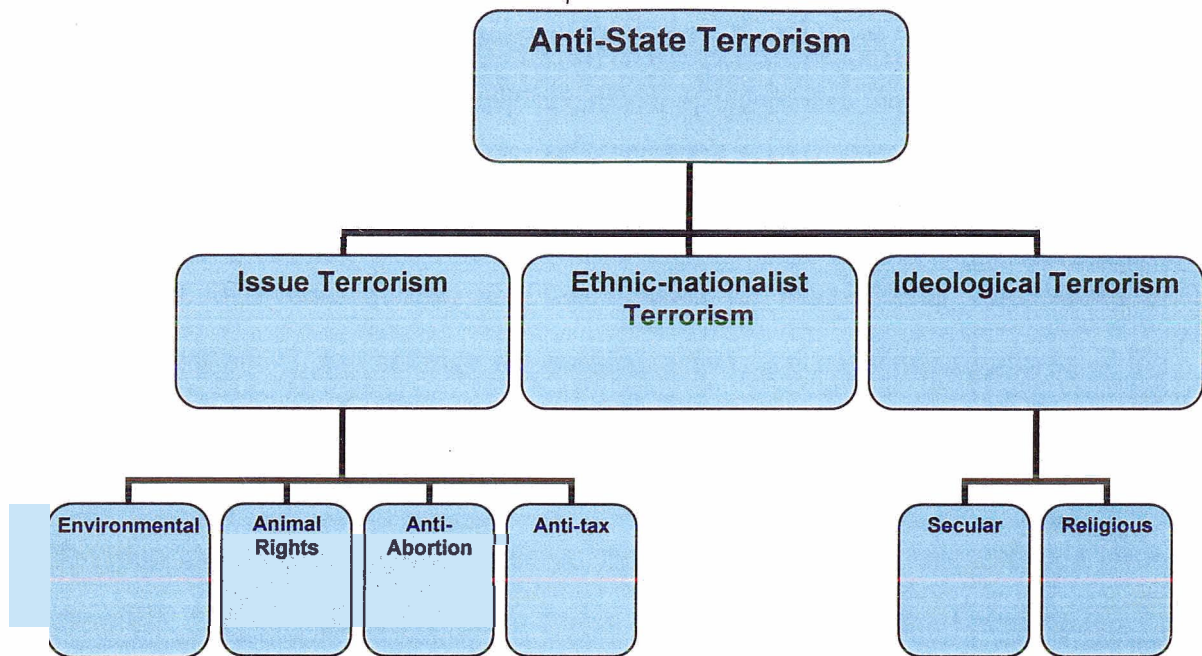 Anti-State Terrorism
Issue Terrorism
Ethnic-nationalist
Terrorism
Ideological Terrorism
Environmental
Animal
Rights
Anti-
Abortion
Anti-tax
Secular
Religious